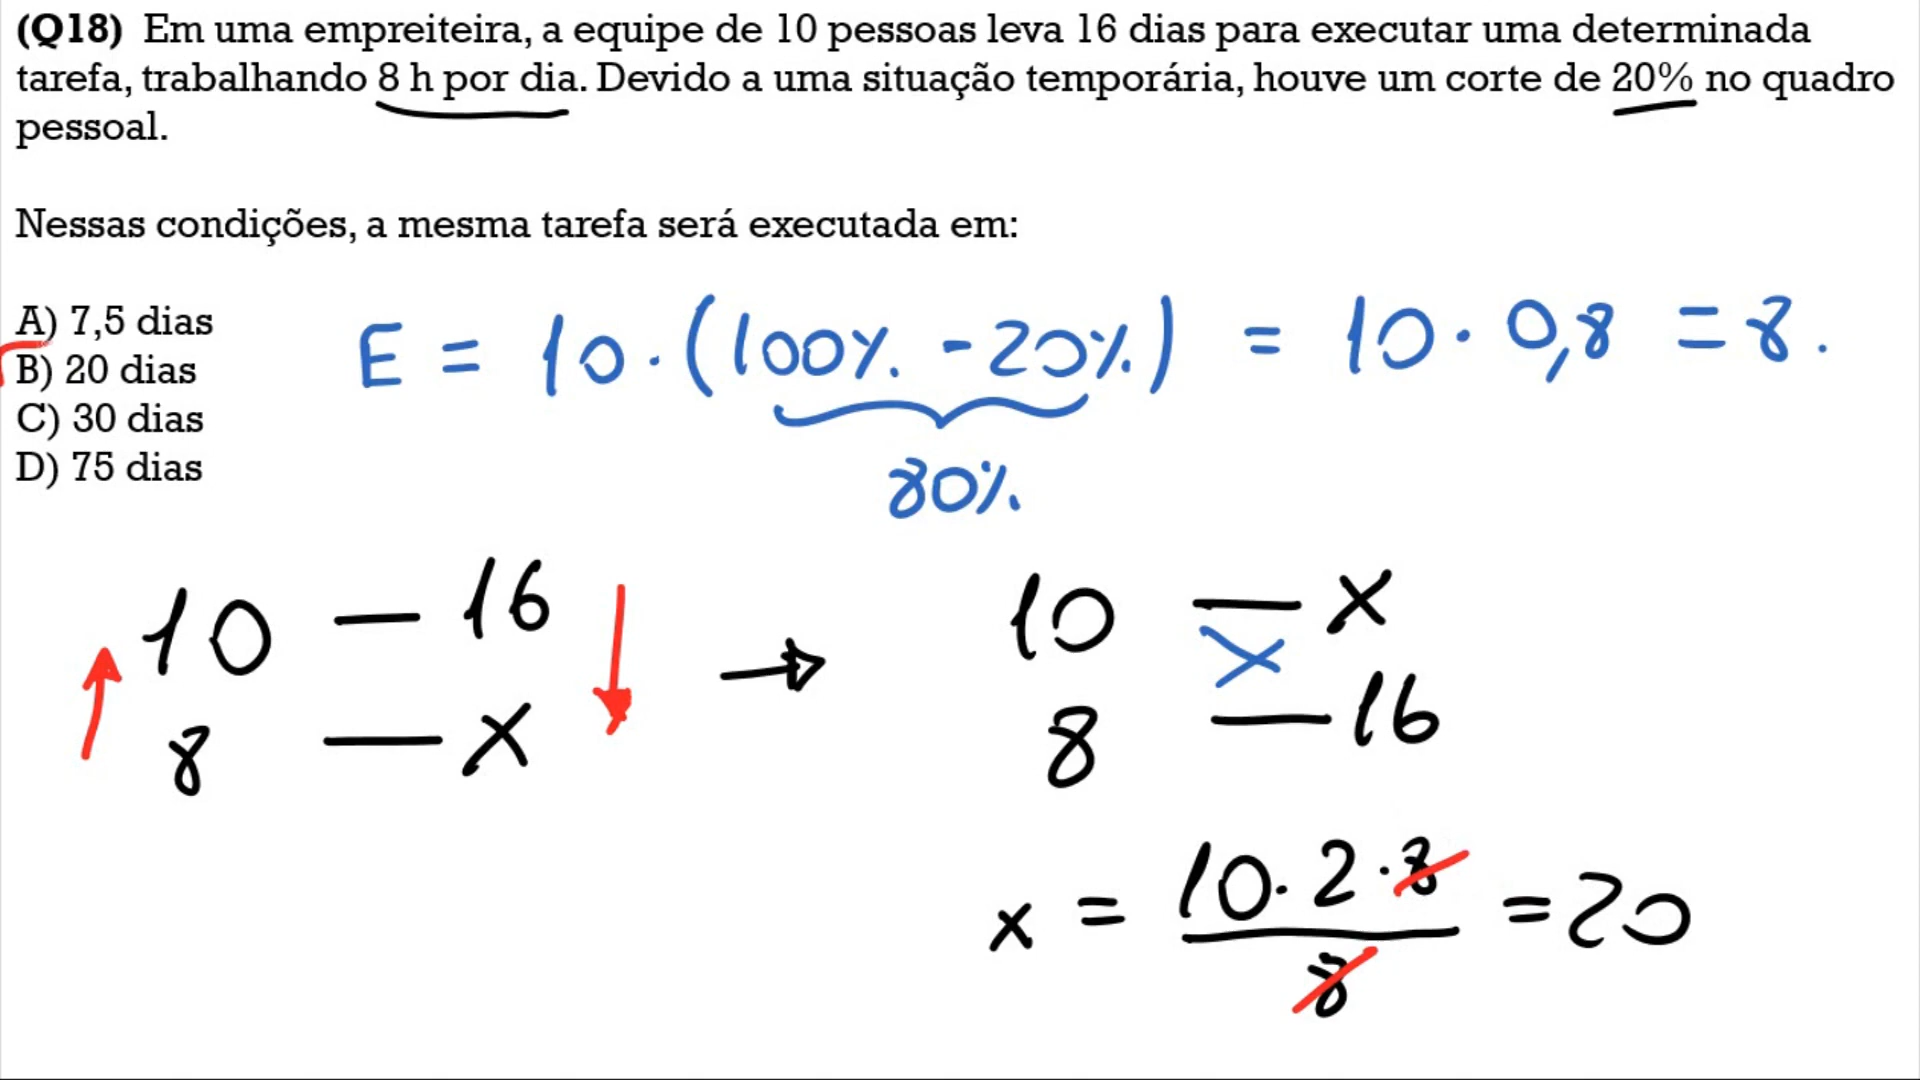 (Q18) Em uma empreiteira, a equipe de 10 pessoas leva 16 dias para executar uma determinada
tarefa, trabalhando 8 h por dia. Devido a uma situação temporária, houve um corte de 20% no quadro
pessoal.
Nessas condições, a mesma tarefa será executada em:
A) 7,5 dias
B) 20 dias
C) 30 dias
D) 75 dias
E = 10 · (100% - 20%) = 10 · 0,8 = 8.
80%
10 — 16
8 — x
10 — x
8 — 16
x = 10 · 2 · 8 / 8 = 20